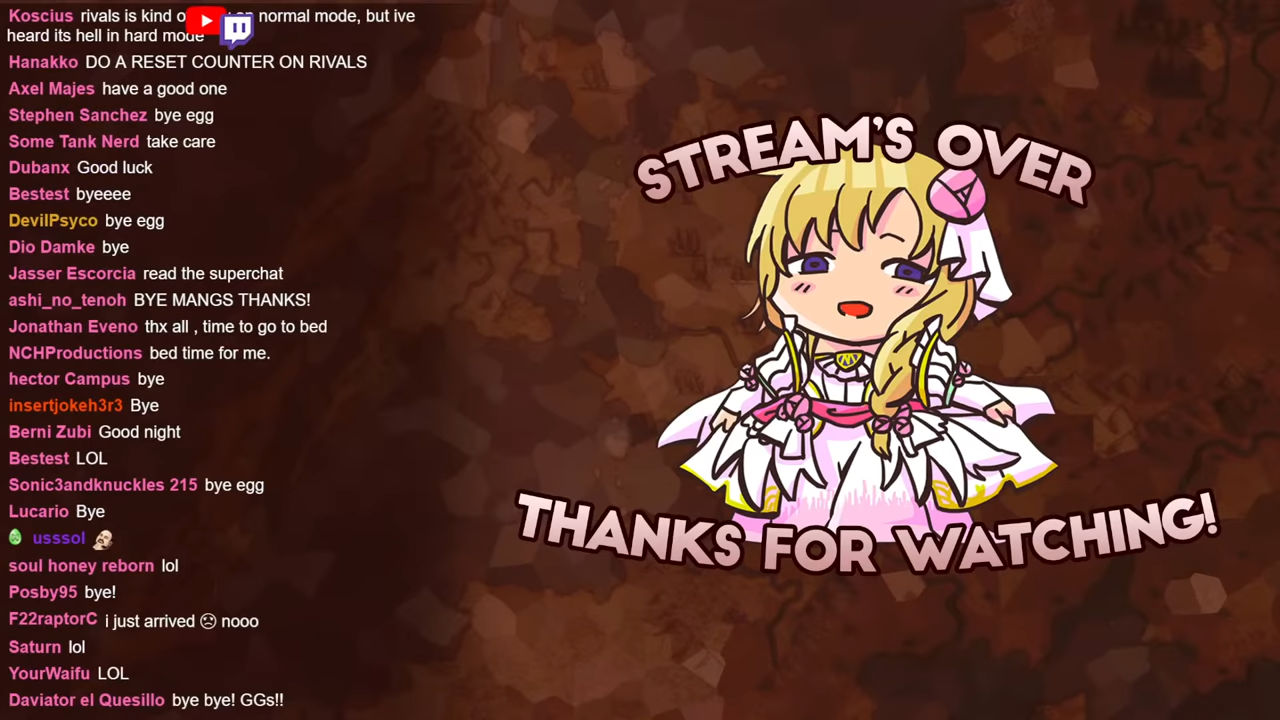 Koscius rivals is kind o normal mode, but ive
heard its hell in hard mode
Hanakko DO A RESET COUNTER ON RIVALS
Axel Majes have a good one
Stephen Sanchez bye egg
Some Tank Nerd take care
Dubanx Good luck
Bestest byeeee
DevilPsyco bye egg
Dio Damke bye
Jasser Escorcia read the superchat
ashi_no_tenoh BYE MANGS THANKS!
Jonathan Eveno thx all , time to go to bed
NCHProductions bed time for me.
hector Campus bye
insertjokeh3r3 Bye
Berni Zubi Good night
Bestest LOL
Sonic3andknuckles 215 bye egg
Lucario Bye
usssol
soul honey reborn lol
Posby95 bye!
F22raptorC i just arrived ☹ nooo
Saturn lol
YourWaifu LOL
Daviator el Quesillo bye bye! GGs!!
STREAM'S OVER
THANKS FOR WATCHING!